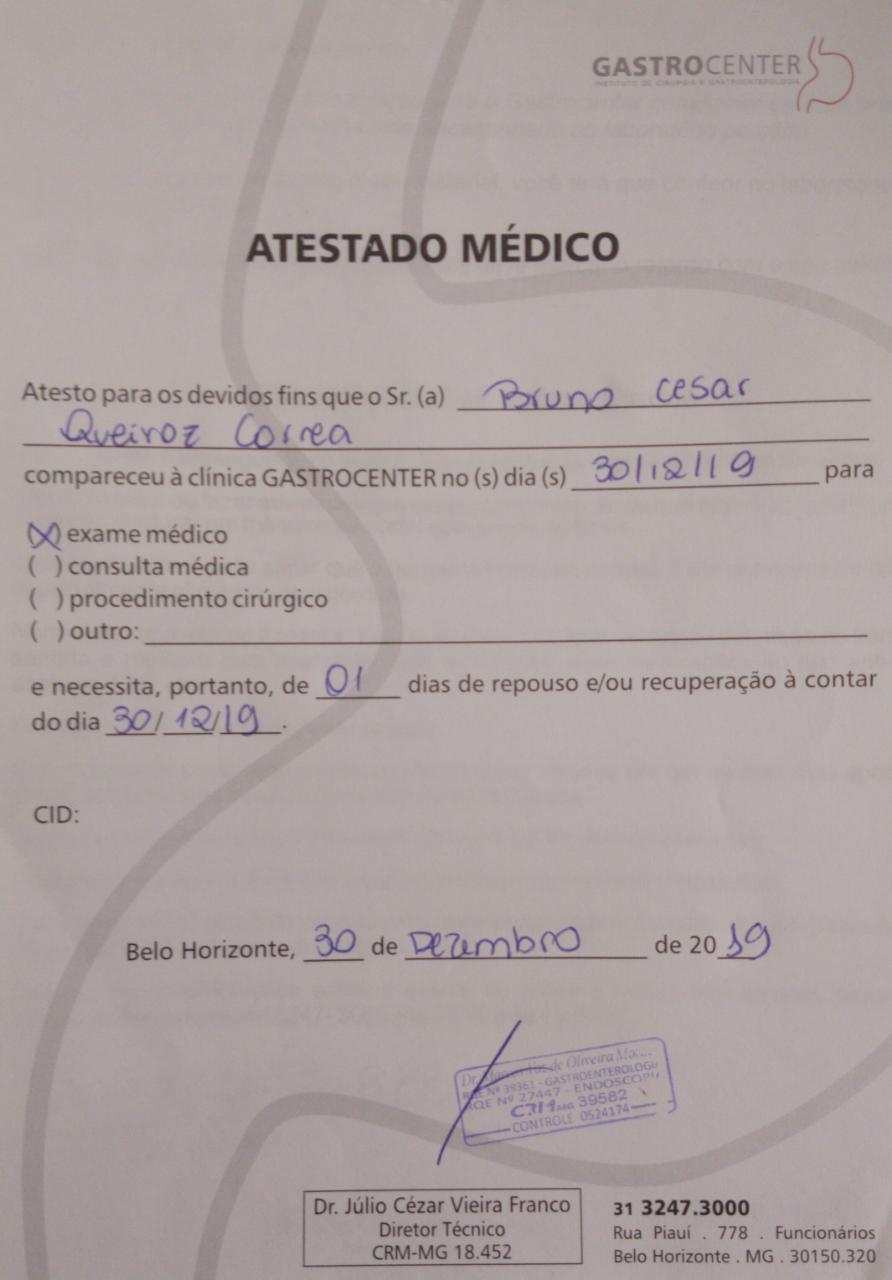 GASTROCENTER
INSTITUTO DE CIRURGIA E GASTROENTEROLOGIA
ATESTADO MÉDICO
Atesto para os devidos fins que o Sr. (a) Bruno Cesar
Queiroz Correa
compareceu à clínica GASTROCENTER no (s) dia (s) 30/12/19 para
(X) exame médico
( ) consulta médica
( ) procedimento cirúrgico
( ) outro:
e necessita, portanto, de 01 dias de repouso e/ou recuperação à contar
do dia 30/12/19.
CID:
Belo Horizonte, 30 de Dezembro de 2019
Dr. de Oliveira
RQE Nº 39361 - GASTROENTEROLOGIA
RQE Nº 27447 - ENDOSCOPIA
CRM MG 39582
CONTROLE 0524174
Dr. Júlio Cézar Vieira Franco
Diretor Técnico
CRM-MG 18.452
31 3247.3000
Rua Piauí . 778 . Funcionários
Belo Horizonte . MG . 30150.320